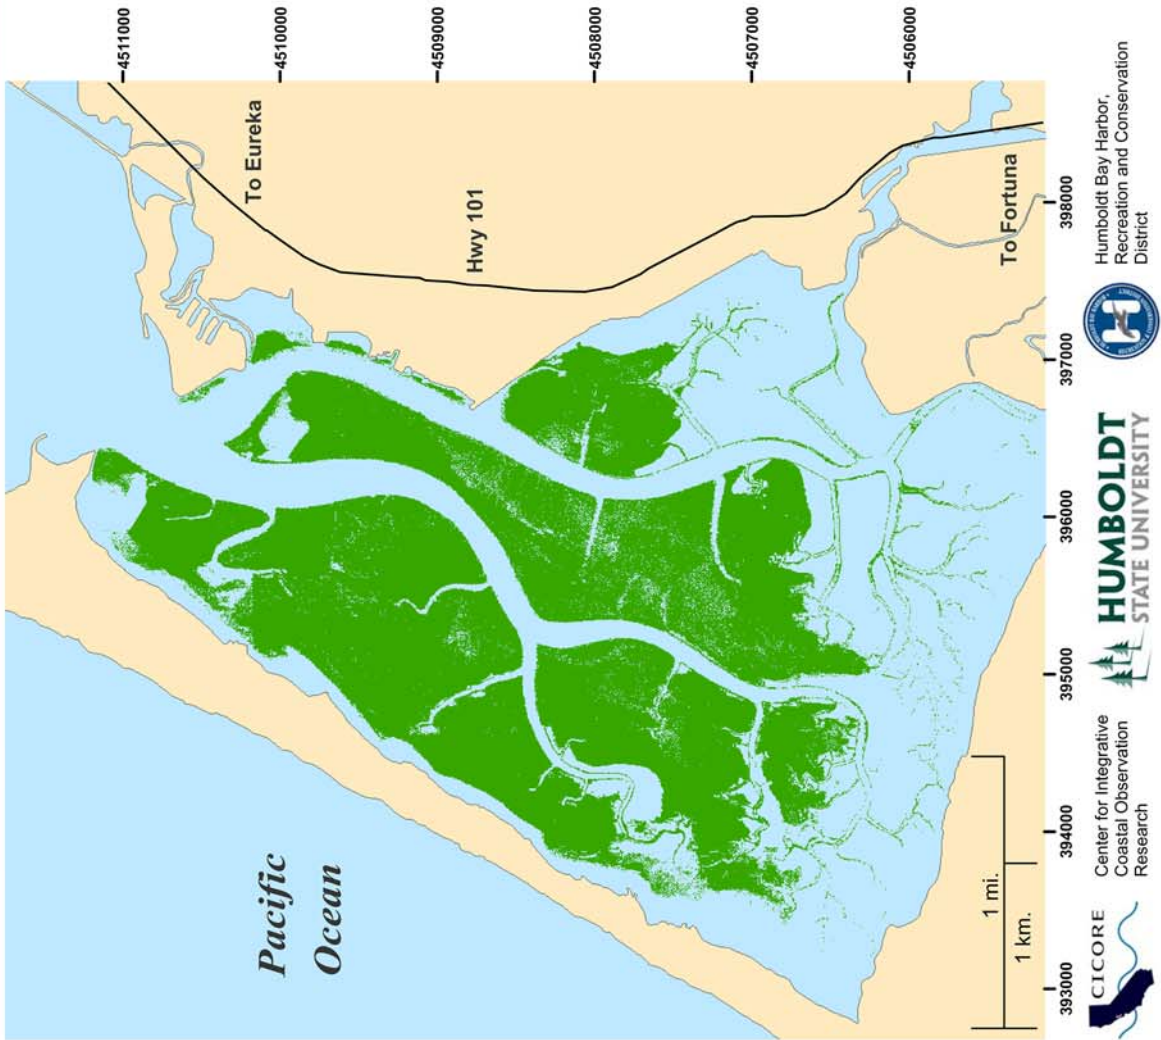 4511000
To Eureka
Pacific
4510000
Ocean
4509000
Hwy 101
4508000
4507000
4506000
1 mi.
To Fortuna
1 km.
393000 394000 395000 396000 397000 398000
CICORE
Center for Integrative
Coastal Observation
Research
HUMBOLDT
STATE UNIVERSITY
Humboldt Bay Harbor,
Recreation and Conservation
District